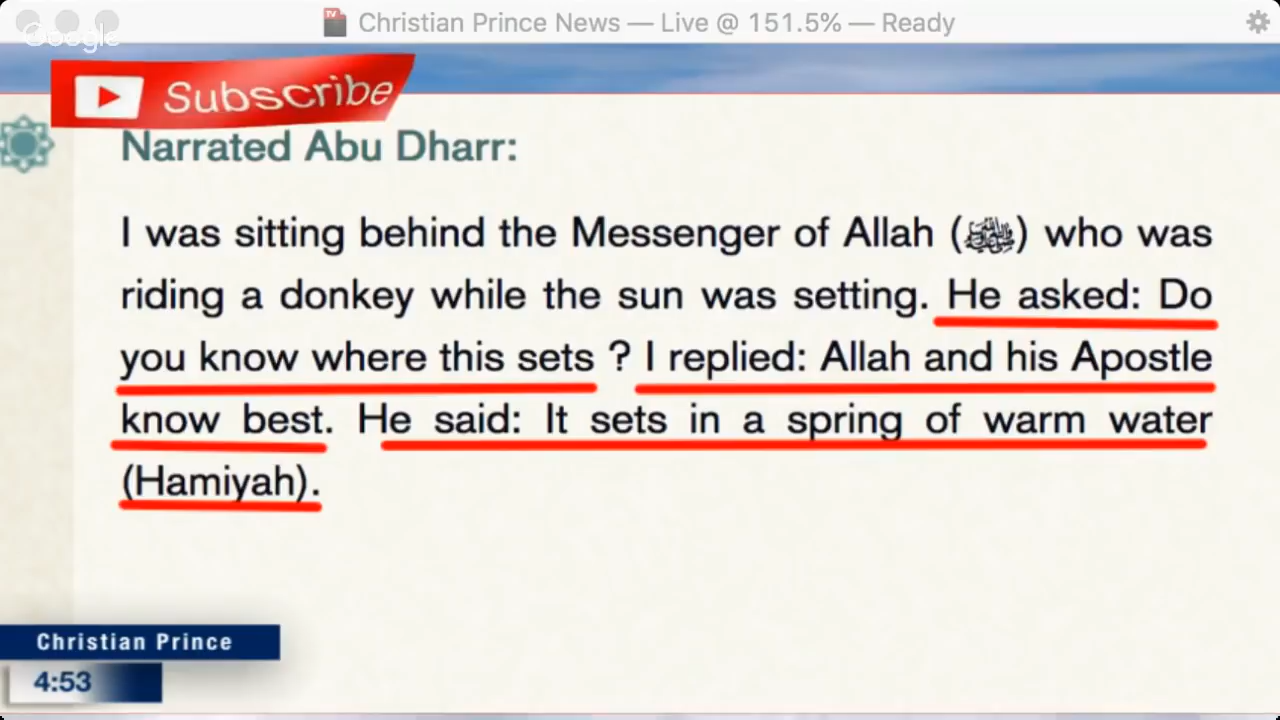 Christian Prince News — Live @ 151.5% — Ready
Google
Subscribe
Narrated Abu Dharr:
I was sitting behind the Messenger of Allah (ﷺ) who was
riding a donkey while the sun was setting. He asked: Do
you know where this sets ? I replied: Allah and his Apostle
know best. He said: It sets in a spring of warm water
(Hamiyah).
Christian Prince
4:53